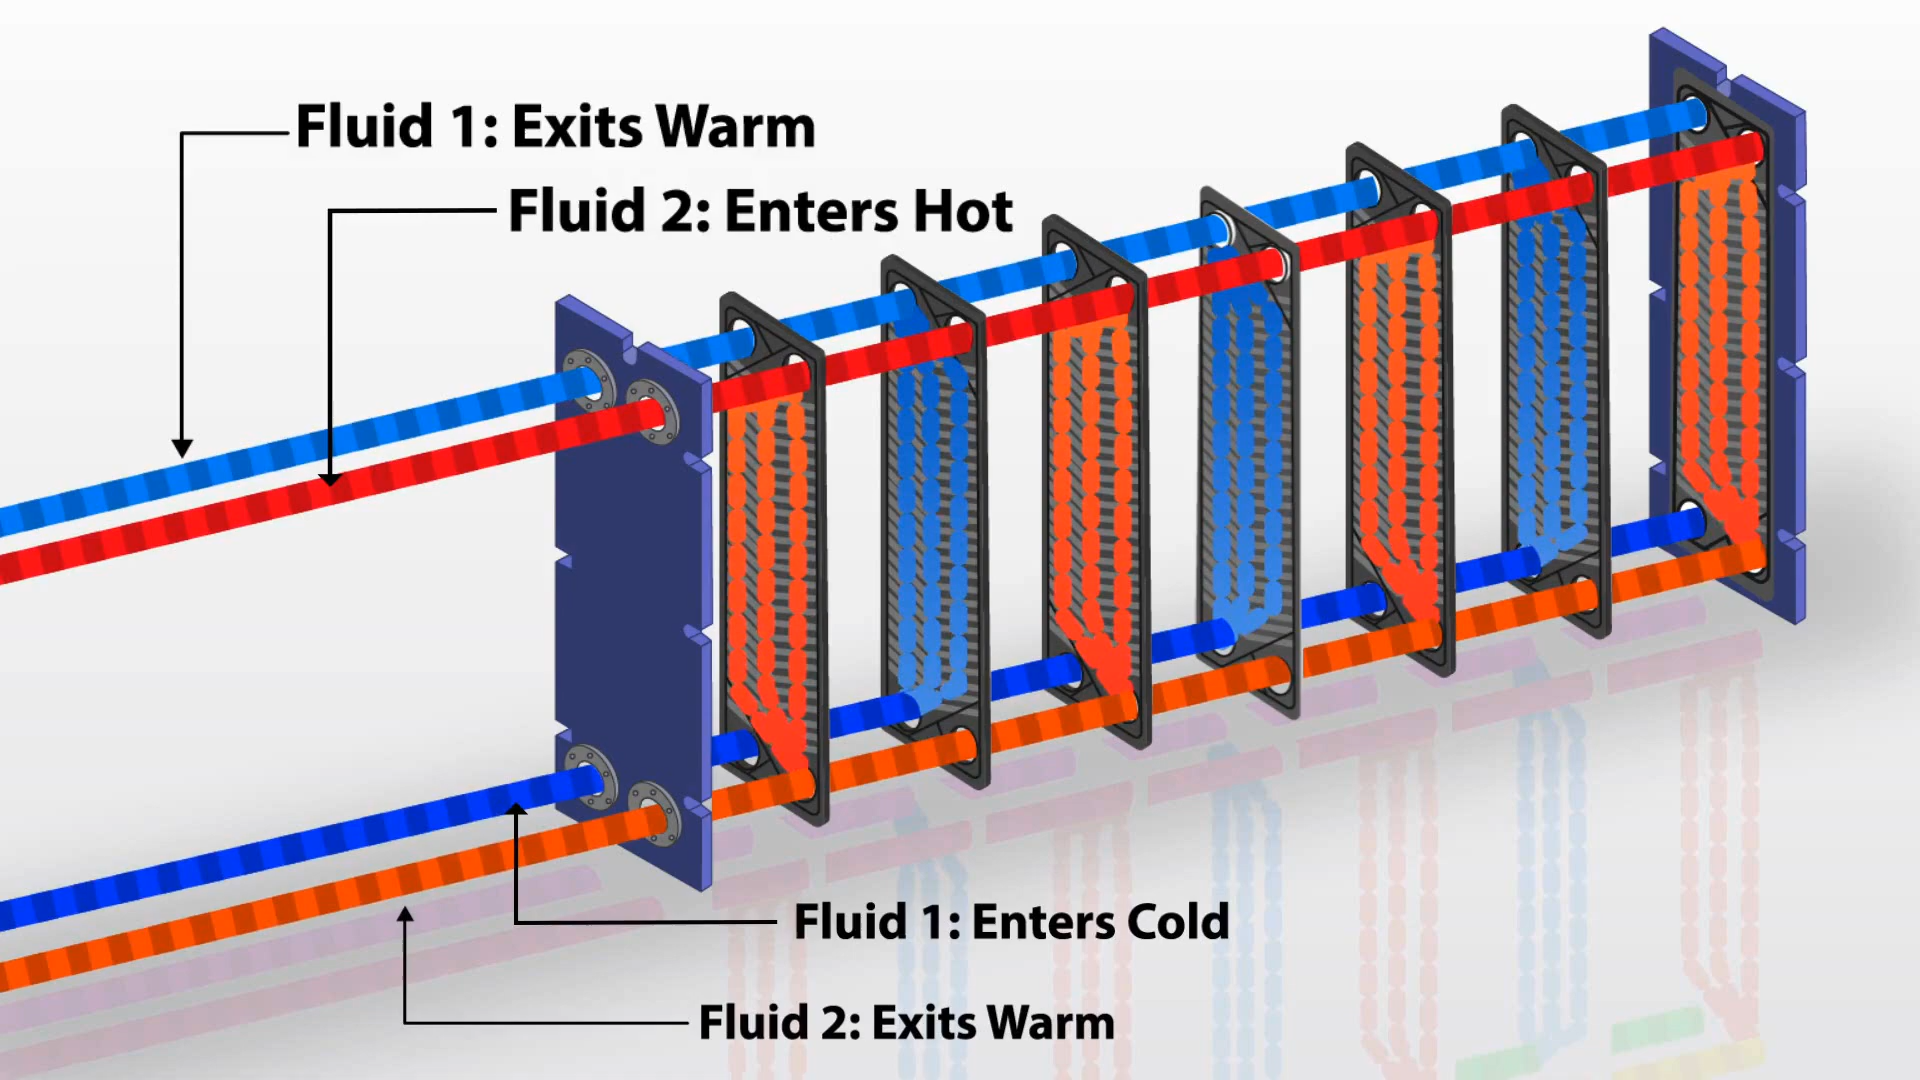 Fluid 1: Exits Warm
Fluid 2: Enters Hot
Fluid 1: Enters Cold
Fluid 2: Exits Warm